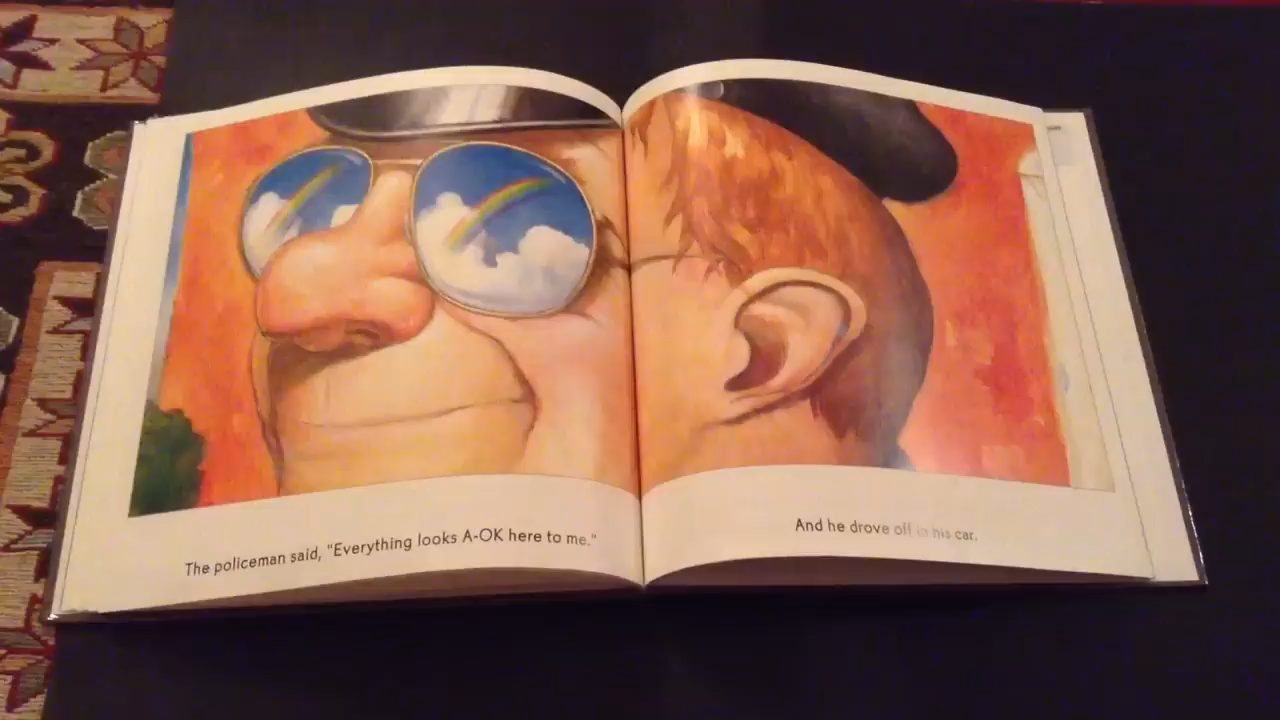 The policeman said, "Everything looks A-OK here to me."
And he drove off in his car.